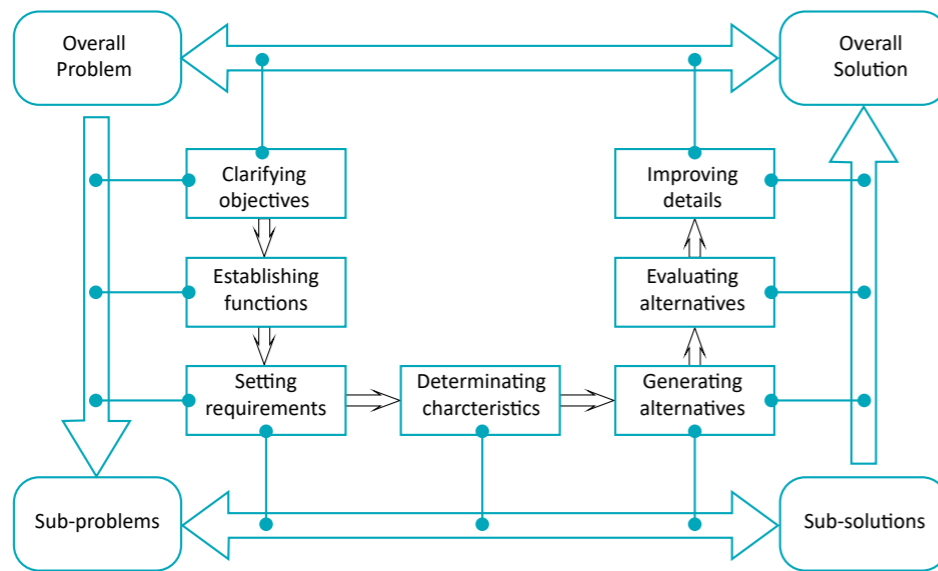 Overall
Problem
Overall
Solution
Clarifying
objectives
Improving
details
Establishing
functions
Evaluating
alternatives
Setting
requirements
Determinating
charcteristics
Generating
alternatives
Sub-problems
Sub-solutions